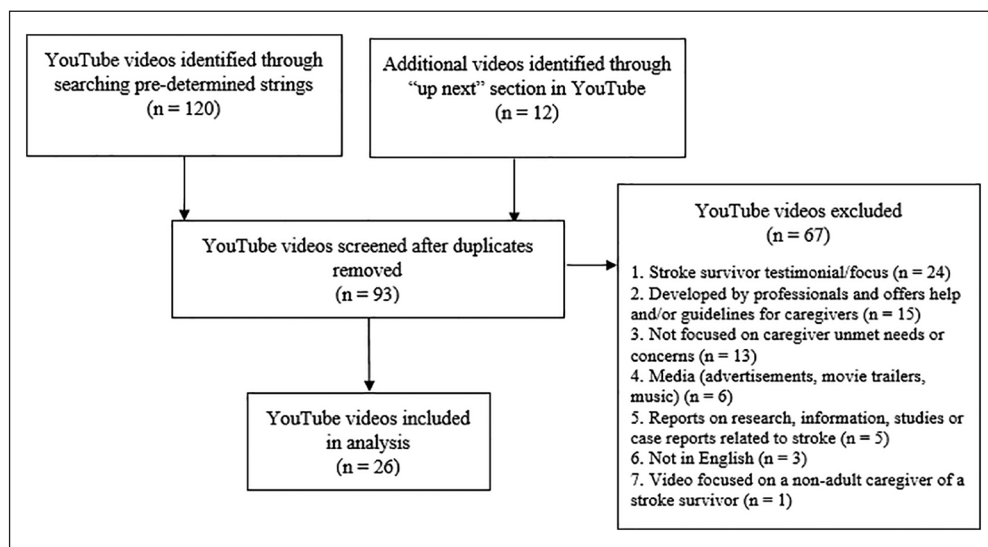 YouTube videos identified through
searching pre-determined strings
(n = 120)
Additional videos identified through
“up next” section in YouTube
(n = 12)
YouTube videos screened after duplicates
removed
(n = 93)
YouTube videos excluded
(n = 67)
1. Stroke survivor testimonial/focus (n = 24)
2. Developed by professionals and offers help
and/or guidelines for caregivers (n = 15)
3. Not focused on caregiver unmet needs or
concerns (n = 13)
4. Media (advertisements, movie trailers,
music) (n = 6)
5. Reports on research, information, studies or
case reports related to stroke (n = 5)
6. Not in English (n = 3)
7. Video focused on a non-adult caregiver of a
stroke survivor (n = 1)
YouTube videos included
in analysis
(n = 26)